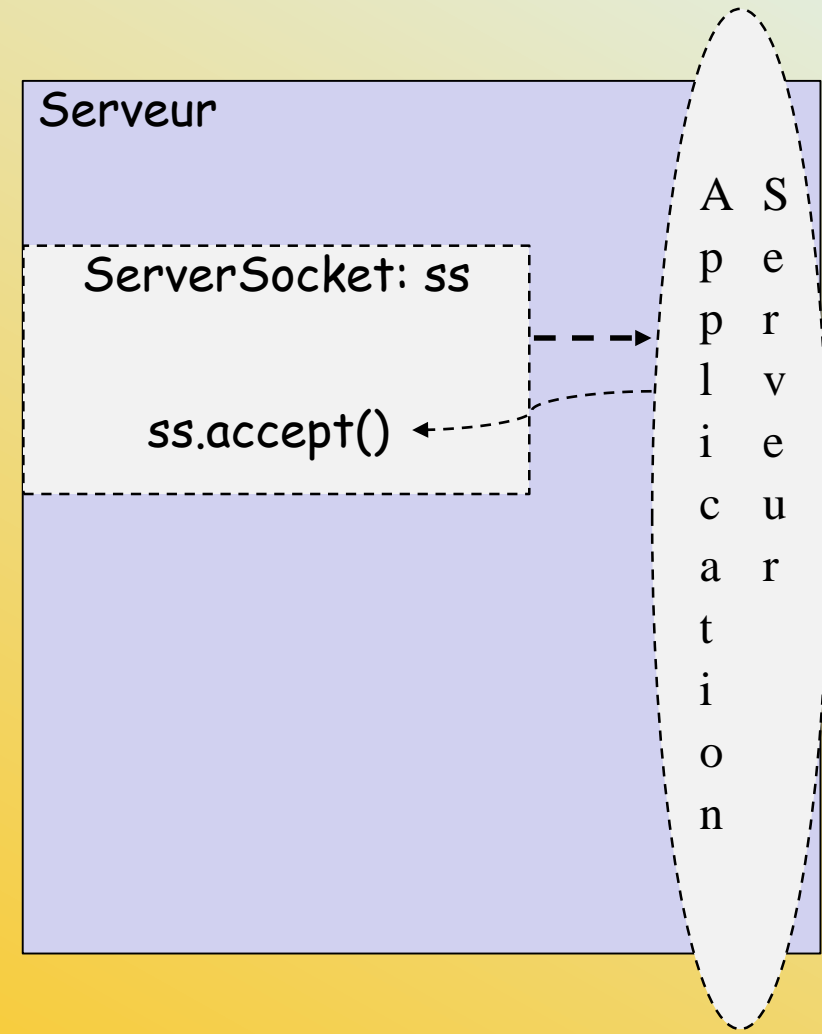 Serveur
ServerSocket: ss
ss.accept()
Application
Serveur